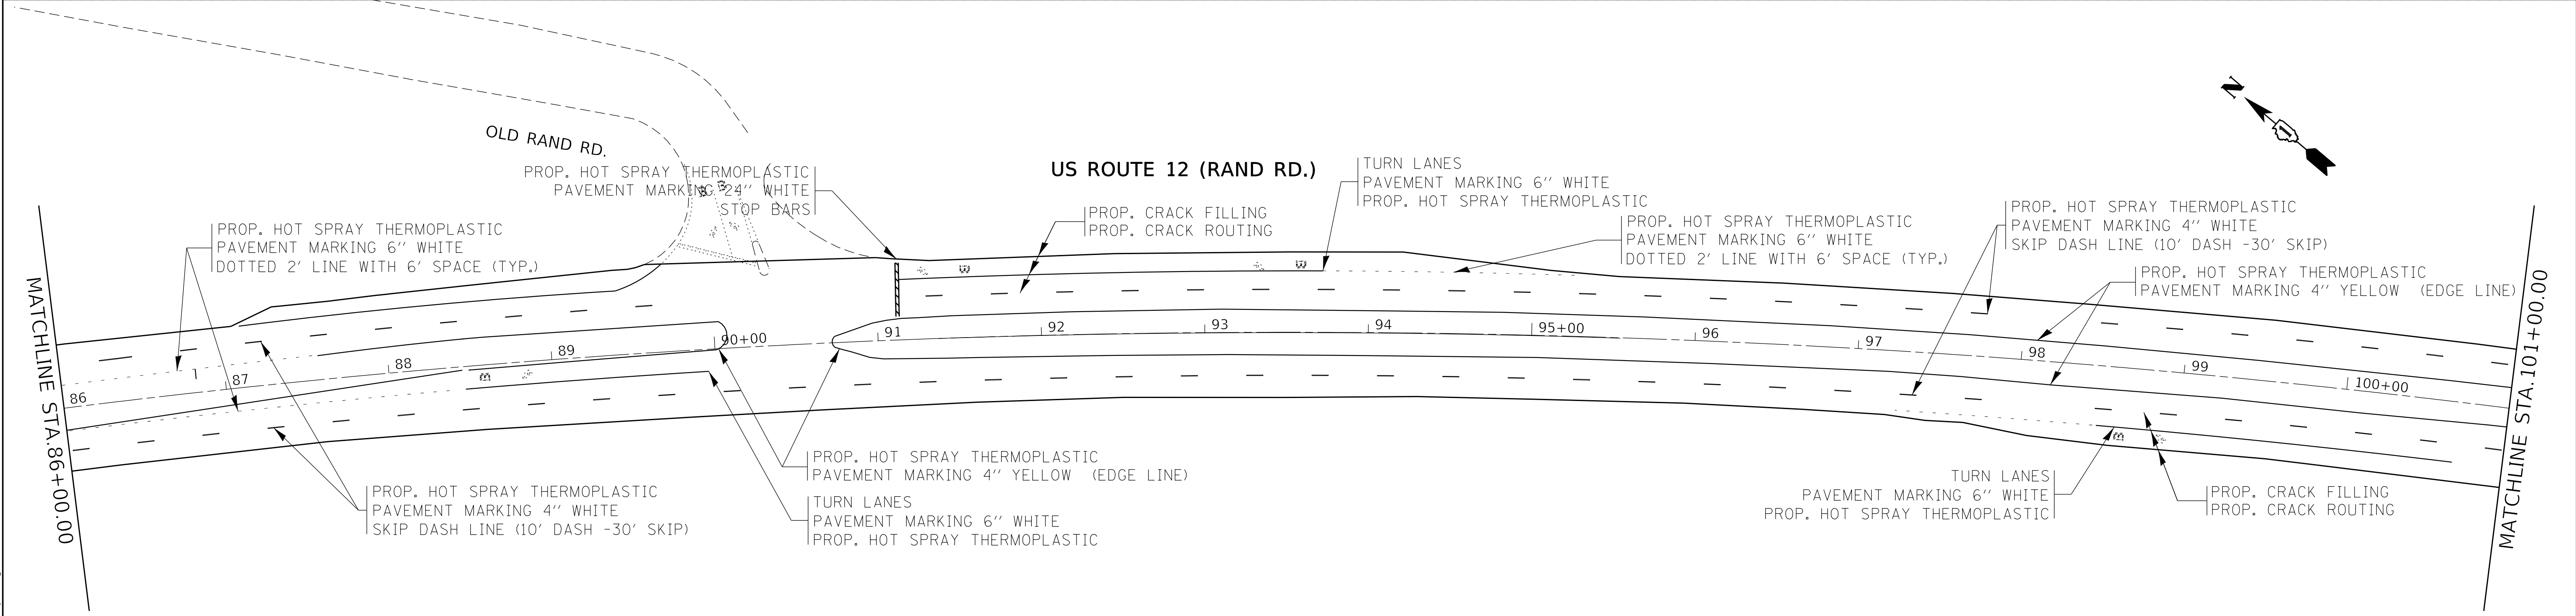 N
OLD RAND RD.
US ROUTE 12 (RAND RD.)
PROP. HOT SPRAY THERMOPLASTIC
PAVEMENT MARKING 24" WHITE
STOP BARS
TURN LANES
PAVEMENT MARKING 6" WHITE
PROP. HOT SPRAY THERMOPLASTIC
PROP. CRACK FILLING
PROP. CRACK ROUTING
PROP. HOT SPRAY THERMOPLASTIC
PAVEMENT MARKING 6" WHITE
DOTTED 2' LINE WITH 6' SPACE (TYP.)
PROP. HOT SPRAY THERMOPLASTIC
PAVEMENT MARKING 6" WHITE
DOTTED 2' LINE WITH 6' SPACE (TYP.)
PROP. HOT SPRAY THERMOPLASTIC
PAVEMENT MARKING 4" WHITE
SKIP DASH LINE (10' DASH -30' SKIP)
PROP. HOT SPRAY THERMOPLASTIC
PAVEMENT MARKING 4" YELLOW (EDGE LINE)
MATCHLINE STA.86+00.00
MATCHLINE STA.101+00.00
86
87
88
89
90+00
91
92
93
94
95+00
96
97
98
99
100+00
PROP. HOT SPRAY THERMOPLASTIC
PAVEMENT MARKING 4" WHITE
SKIP DASH LINE (10' DASH -30' SKIP)
PROP. HOT SPRAY THERMOPLASTIC
PAVEMENT MARKING 4" YELLOW (EDGE LINE)
TURN LANES
PAVEMENT MARKING 6" WHITE
PROP. HOT SPRAY THERMOPLASTIC
TURN LANES
PAVEMENT MARKING 6" WHITE
PROP. HOT SPRAY THERMOPLASTIC
PROP. CRACK FILLING
PROP. CRACK ROUTING